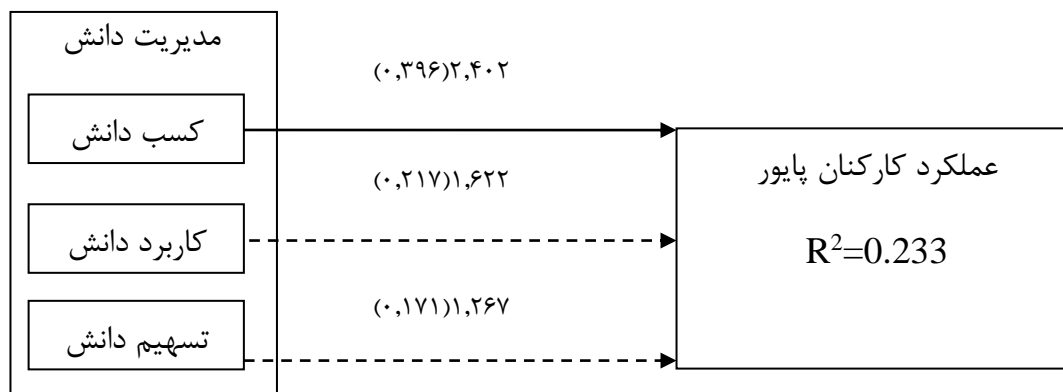 مدیریت دانش
(۰,۳۹۶)۲,۴۰۲
کسب دانش
عملکرد کارکنان پایور
(۰,۲۱۷)۱,۶۲۲
کاربرد دانش
R²=0.233
(۰,۱۷۱)۱,۲۶۷
تسهیم دانش